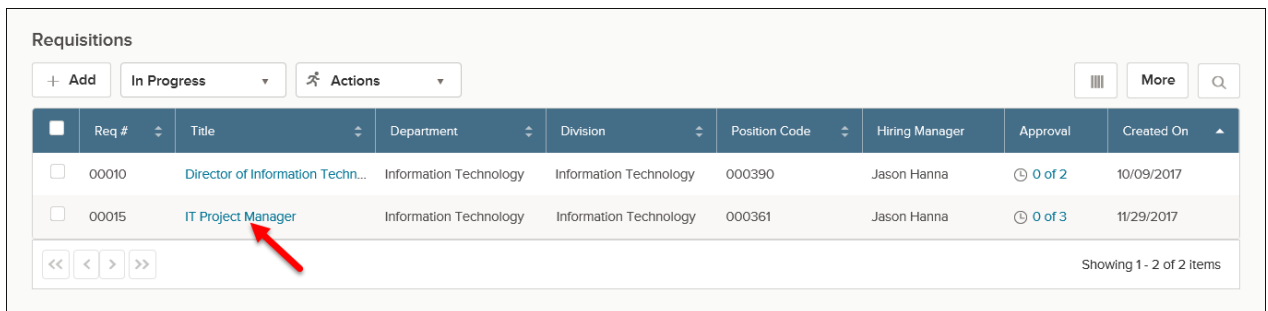 Requisitions
+ Add In Progress Actions More
Req # Title Department Division Position Code Hiring Manager Approval Created On
00010 Director of Information Techn... Information Technology Information Technology 000390 Jason Hanna 0 of 2 10/09/2017
00015 IT Project Manager Information Technology Information Technology 000361 Jason Hanna 0 of 3 11/29/2017
<< < > >> Showing 1 - 2 of 2 items